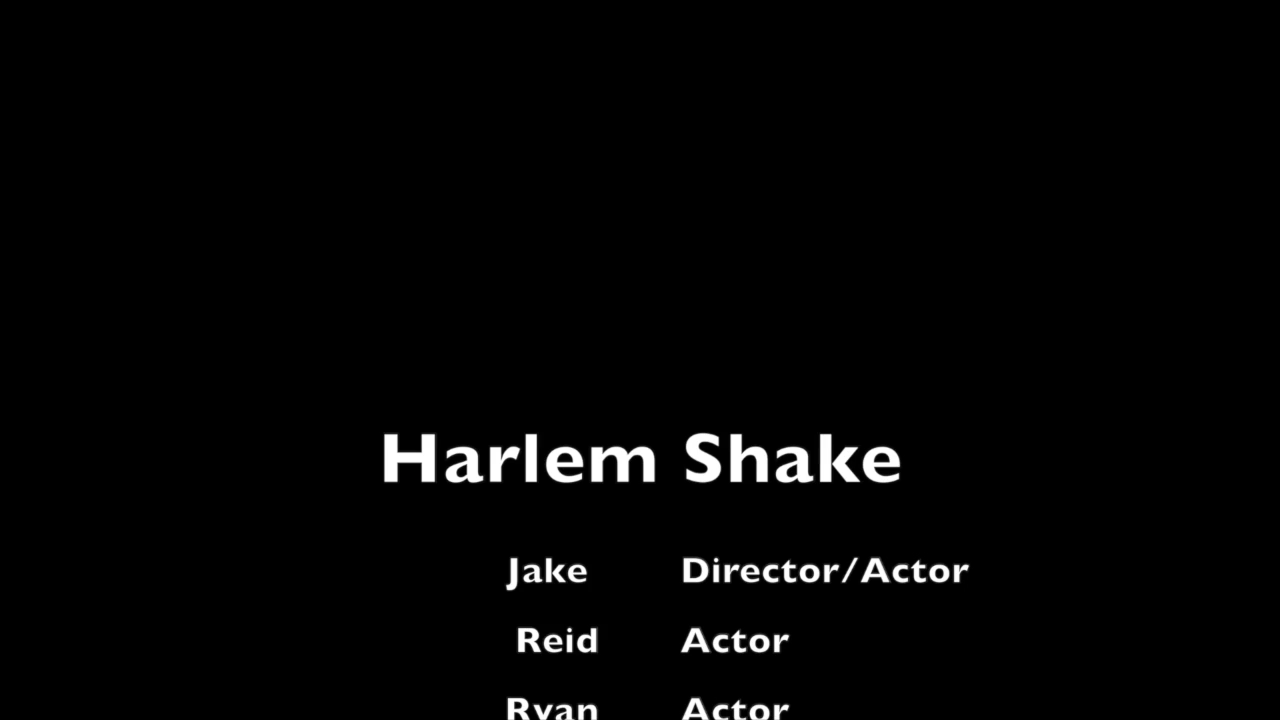 Harlem Shake
Jake Director/Actor
Reid Actor
Ryan Actor